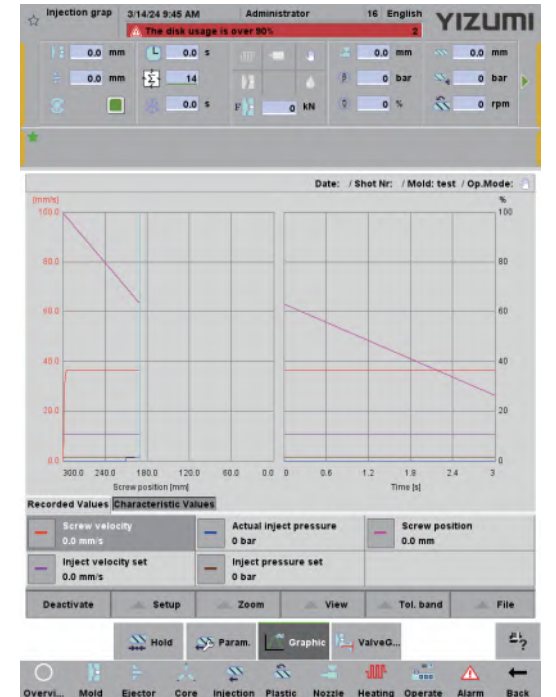 Injection grap 3/14/24 9:45 AM Administrator 16 English YIZUMI
The disk usage is over 90% 2
0.0 mm 0.0 s 0.0 mm 0.0 mm
0.0 mm 14 0 bar 0 bar
0.0 s F 0 kN 0 % 0 rpm
Date: / Shot Nr: / Mold: test / Op.Mode:
[mm/s] %
100.0 100
80.0 80
60.0 60
40.0 40
20.0 20
0.0 0
300.0 240.0 180.0 120.0 60.0 0.0 0 0.6 1.2 1.8 2.4 3
Screw position [mm] Time [s]
Recorded Values Characteristic Values
Screw velocity Actual inject pressure Screw position
0.0 mm/s 0 bar 0.0 mm
Inject velocity set Inject pressure set
0.0 mm/s 0 bar
Deactivate Setup Zoom View Tol. band File
Hold Param. Graphic ValveG... ?
Overvi... Mold Ejector Core Injection Plastic Nozzle Heating Operate Alarm Back